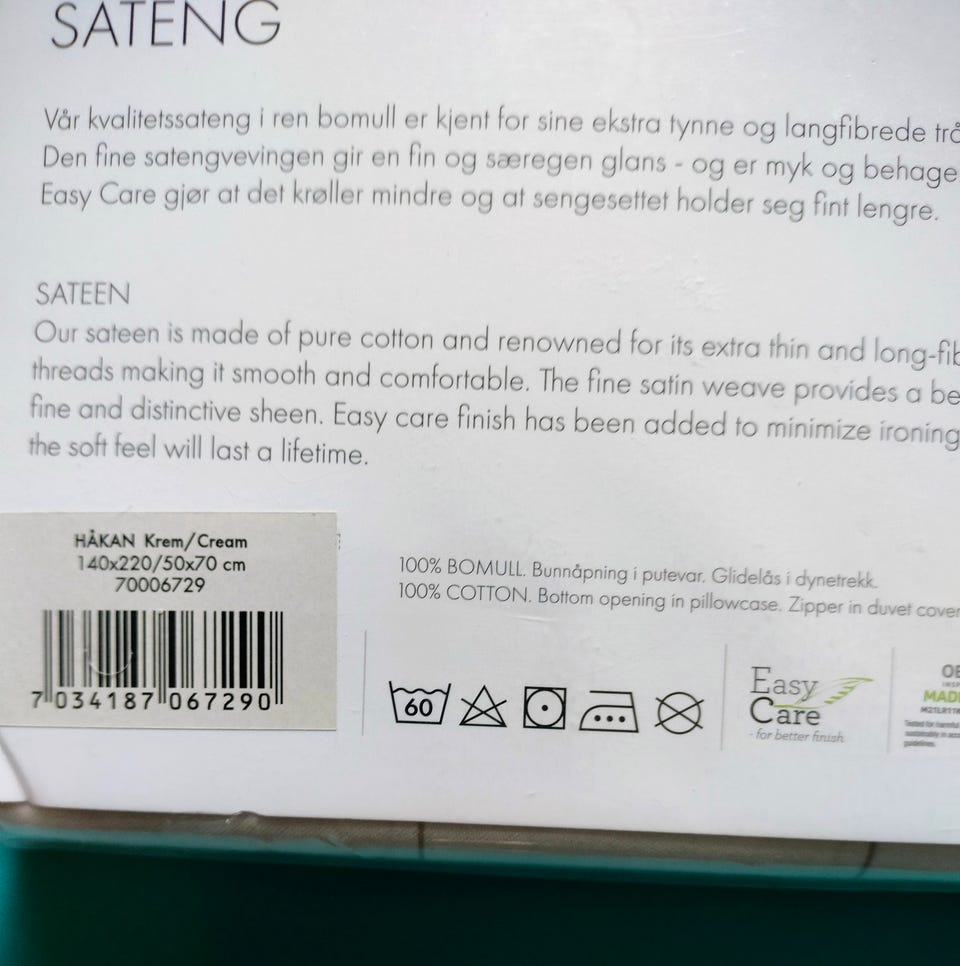 SATENG
Vår kvalitetssateng i ren bomull er kjent for sine ekstra tynne og langfibrede
Den fine satengvevingen gir en fin og særegen glans - og er myk og
Easy Care gjør at det krøller mindre og at sengesettet holder seg fint lengre.
SATEEN
Our sateen is made of pure cotton and renowned for its extra thin and
threads making it smooth and comfortable. The fine satin weave provides a
fine and distinctive sheen. Easy care finish has been added to minimize ironing
the soft feel will last a lifetime.
HÅKAN Krem/Cream
140x220/50x70 cm
70006729
7 034187 067290
100% BOMULL. Bunnåpning i putevar. Glidelås i dynetrekk.
100% COTTON. Bottom opening in pillowcase. Zipper in duvet cover
60
Easy
Care
- for better finish